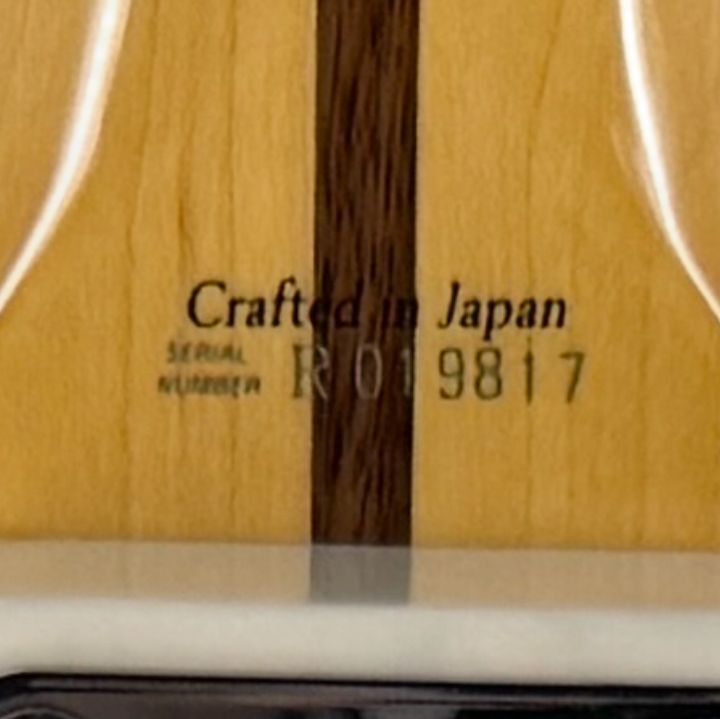 Crafted in Japan
SERIAL
NUMBER R019817